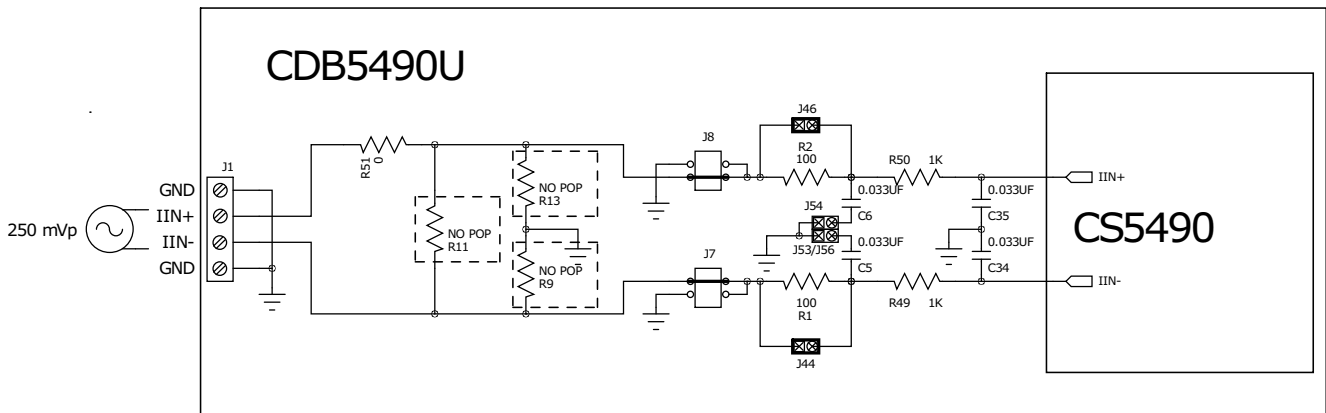 CDB5490U
J46
J8
R2
100
R50 1K
R51
0
J1
NO POP
R13
0.033UF
C6
0.033UF
C35
IIN+
GND
IIN+
IIN-
GND
250 mVp
NO POP
R11
J54
J53/J56
CS5490
NO POP
R9
J7
0.033UF
C5
0.033UF
C34
100
R1
R49 1K
IIN-
J44